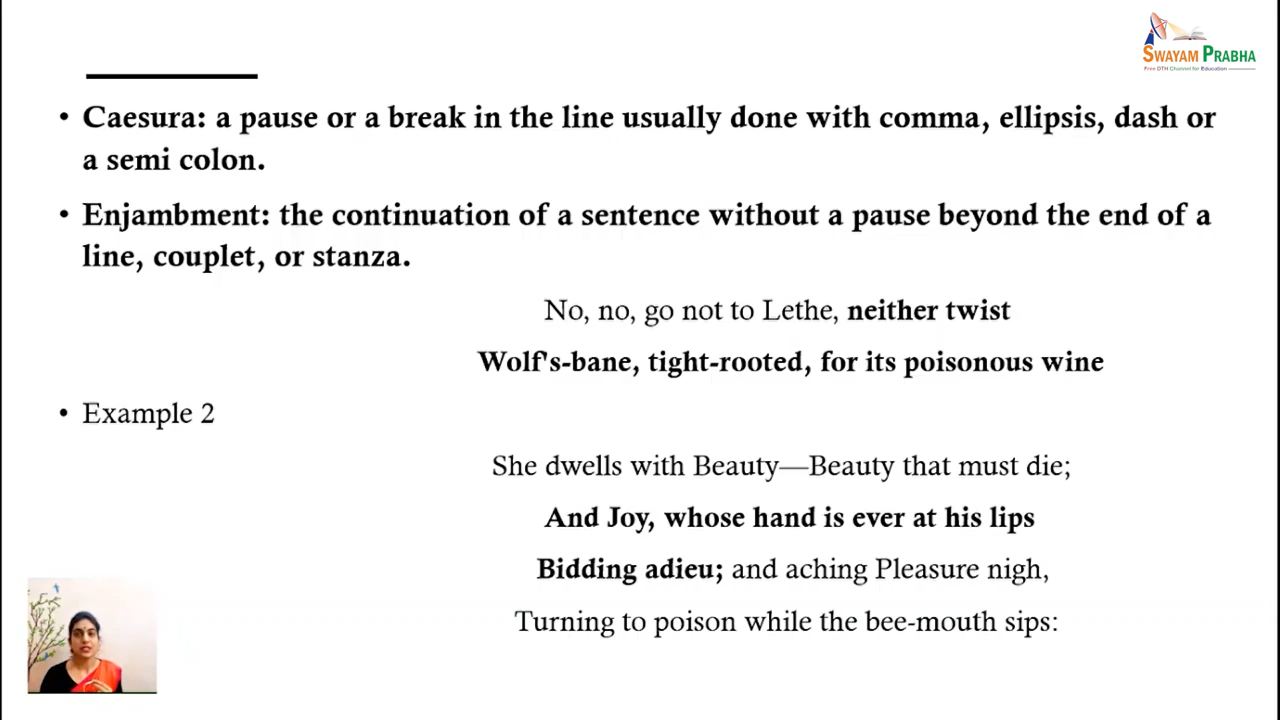 SWAYAM PRABHA
Free DTH Channel for Education
• Caesura: a pause or a break in the line usually done with comma, ellipsis, dash or
a semi colon.
• Enjambment: the continuation of a sentence without a pause beyond the end of a
line, couplet, or stanza.
No, no, go not to Lethe, neither twist
Wolf's-bane, tight-rooted, for its poisonous wine
• Example 2
She dwells with Beauty—Beauty that must die;
And Joy, whose hand is ever at his lips
Bidding adieu; and aching Pleasure nigh,
Turning to poison while the bee-mouth sips: